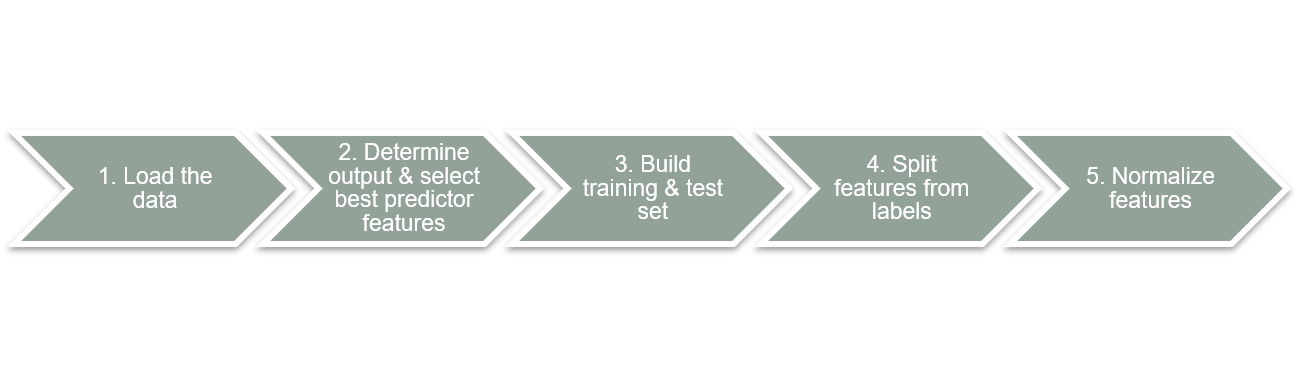 1. Load the
data
2. Determine
output & select
best predictor
features
3. Build
training & test
set
4. Split
features from
labels
5. Normalize
features